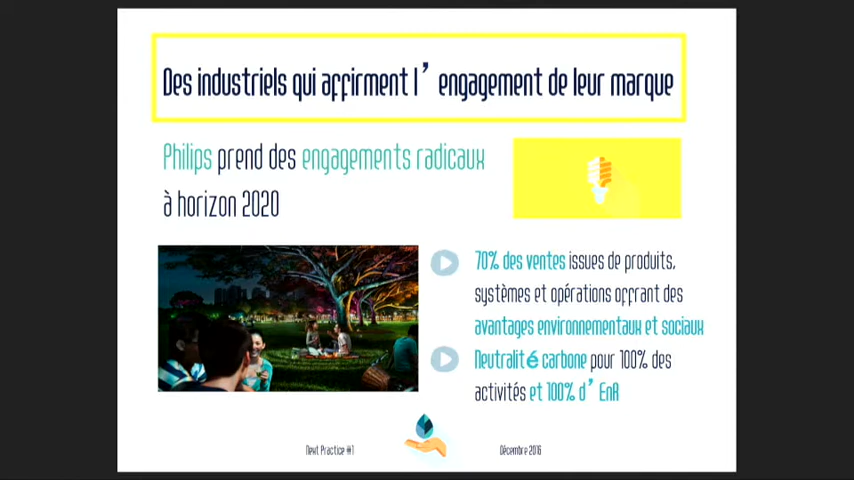 Des industriels qui affirment l’ engagement de leur marque
Philips prend des engagements radicaux
à horizon 2020
70% des ventes issues de produits,
systèmes et opérations offrant des
avantages environnementaux et sociaux
Neutralité carbone pour 100% des
activités et 100% d’ EnR
Next Practice #1
Décembre 2016